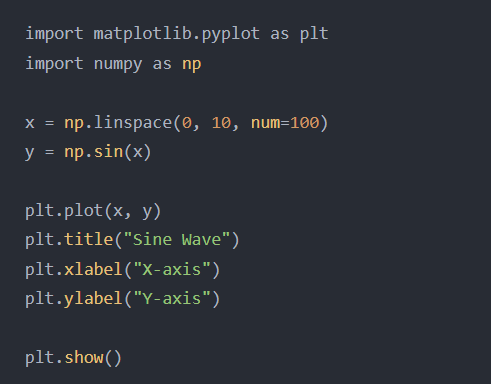 import matplotlib.pyplot as plt
import numpy as np
x = np.linspace(0, 10, num=100)
y = np.sin(x)
plt.plot(x, y)
plt.title("Sine Wave")
plt.xlabel("X-axis")
plt.ylabel("Y-axis")
plt.show()